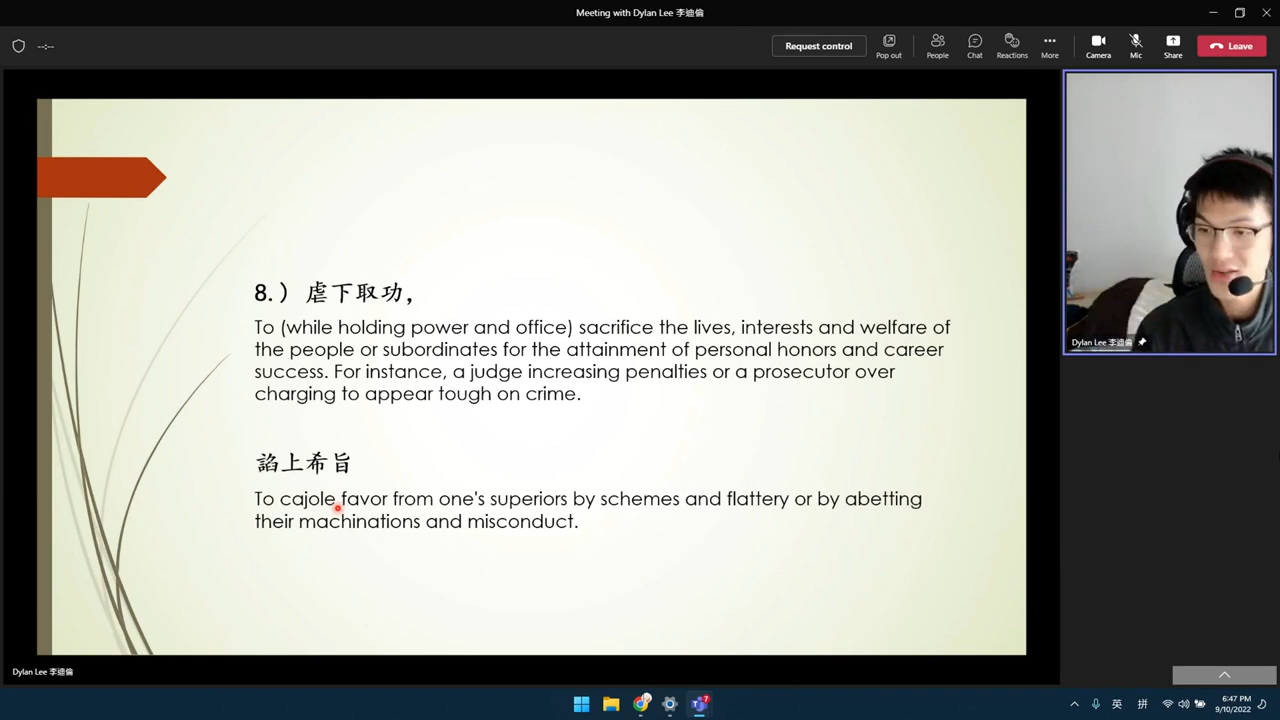 Meeting with Dylan Lee 李迪倫
--:--
Request control
Pop out
People
Chat
Reactions
More
Camera
Mic
Share
Leave
8.）虐下取功，
To (while holding power and office) sacrifice the lives, interests and welfare of
the people or subordinates for the attainment of personal honors and career
success. For instance, a judge increasing penalties or a prosecutor over
charging to appear tough on crime.
諂上希旨
To cajole favor from one's superiors by schemes and flattery or by abetting
their machinations and misconduct.
Dylan Lee 李迪倫
Dylan Lee 李迪倫
7
英
拼
6:47 PM
9/10/2022